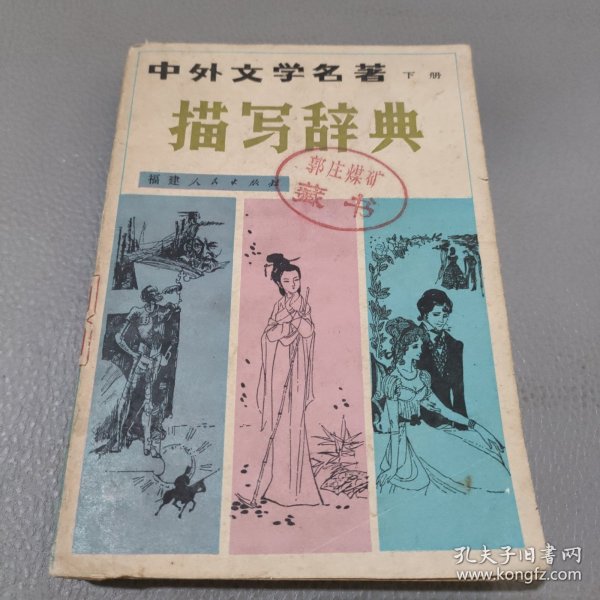 中外文学名著 下册
描写辞典
福建人民出版社
郭庄煤矿
藏书
孔夫子旧书网
www.kongfz.com